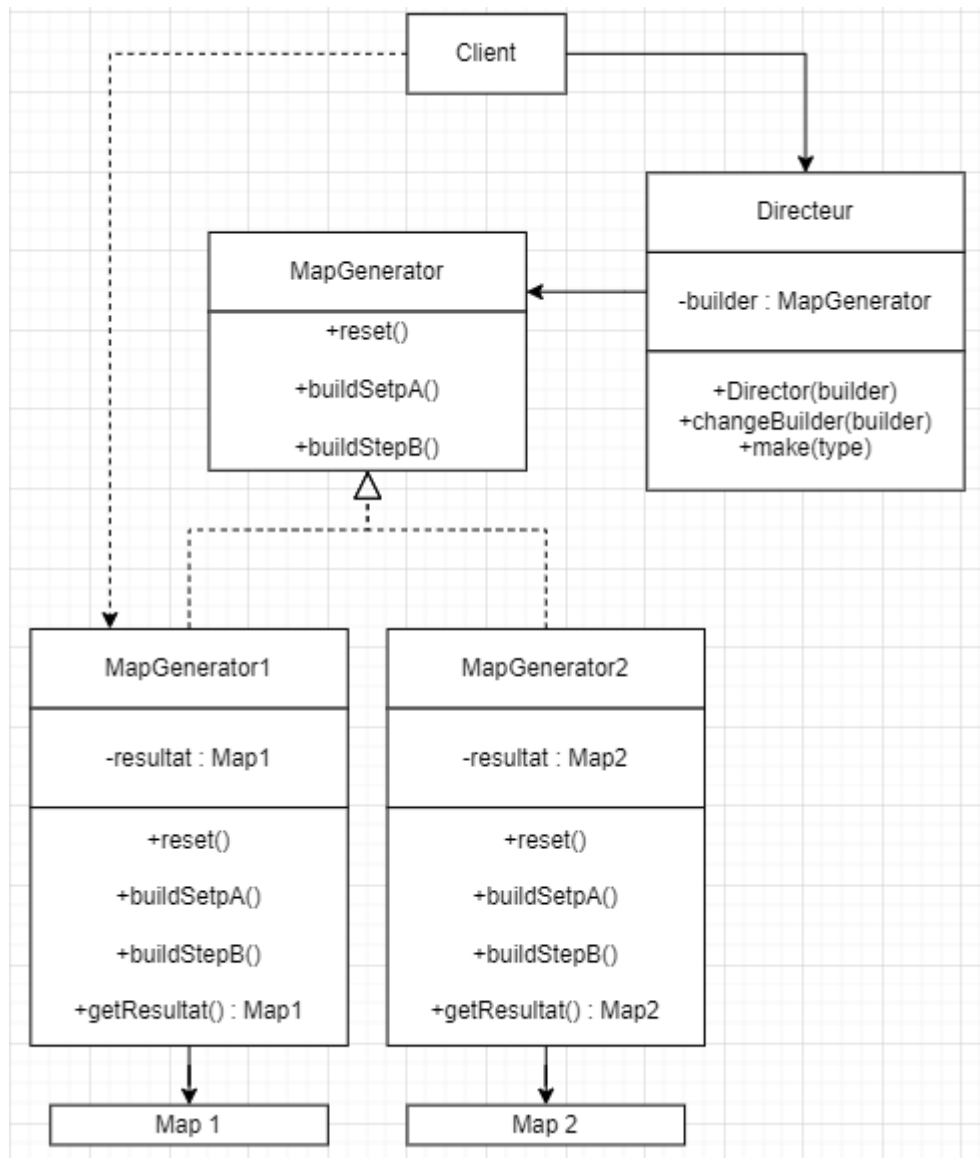 Client
Directeur
-builder : MapGenerator
+Director(builder)
+changeBuilder(builder)
+make(type)
MapGenerator
+reset()
+buildSetpA()
+buildStepB()
MapGenerator1
-resultat : Map1
+reset()
+buildSetpA()
+buildStepB()
+getResultat() : Map1
Map 1
MapGenerator2
-resultat : Map2
+reset()
+buildSetpA()
+buildStepB()
+getResultat() : Map2
Map 2